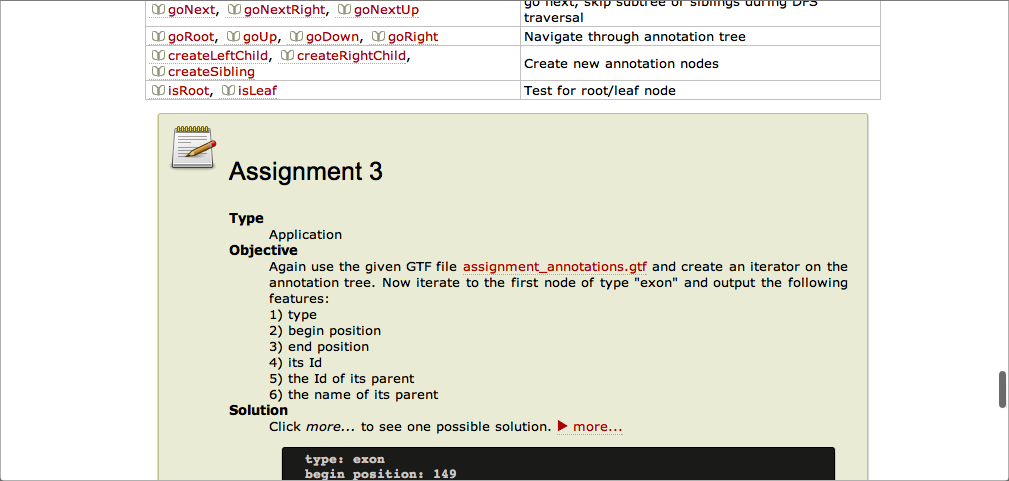 goNext, goNextRight, goNextUp
go next, skip subtree or siblings during DFS
traversal
goRoot, goUp, goDown, goRight
Navigate through annotation tree
createLeftChild, createRightChild,
createSibling
Create new annotation nodes
isRoot, isLeaf
Test for root/leaf node
Assignment 3
Type
Application
Objective
Again use the given GTF file assignment_annotations.gtf and create an iterator on the
annotation tree. Now iterate to the first node of type "exon" and output the following
features:
1) type
2) begin position
3) end position
4) its Id
5) the Id of its parent
6) the name of its parent
Solution
Click more... to see one possible solution. ▶ more...
type: exon
begin position: 149